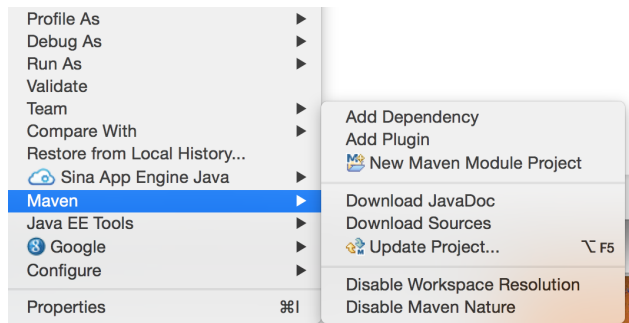 Profile As
Debug As
Run As
Validate
Team
Compare With
Restore from Local History...
Sina App Engine Java
Maven
Java EE Tools
Google
Configure
Properties ⌘I
Add Dependency
Add Plugin
New Maven Module Project
Download JavaDoc
Download Sources
Update Project... ⌥F5
Disable Workspace Resolution
Disable Maven Nature